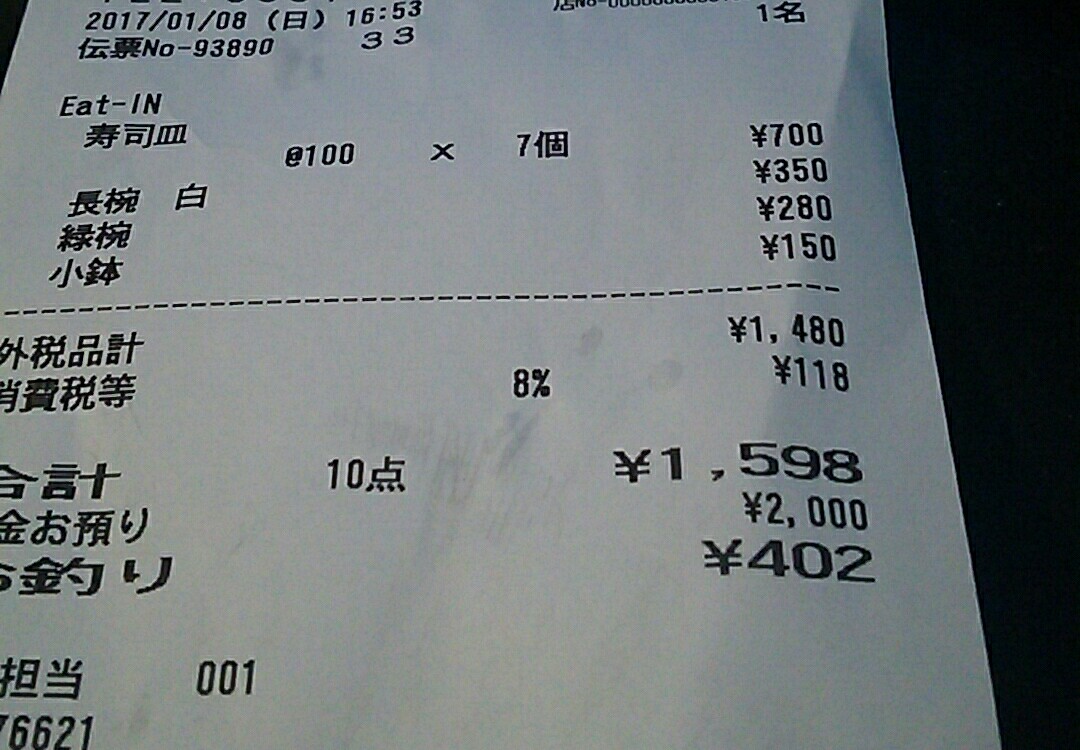 2017/01/08 (日) 16:53 1名
伝票No-93890 33
Eat-IN
寿司皿 ¥700
@100 × 7個
長椀 白 ¥350
緑椀 ¥280
小鉢 ¥150
外税品計 ¥1,480
消費税等 8% ¥118
合計 10点 ¥1,598
金お預り ¥2,000
お釣り ¥402
担当 001
76621